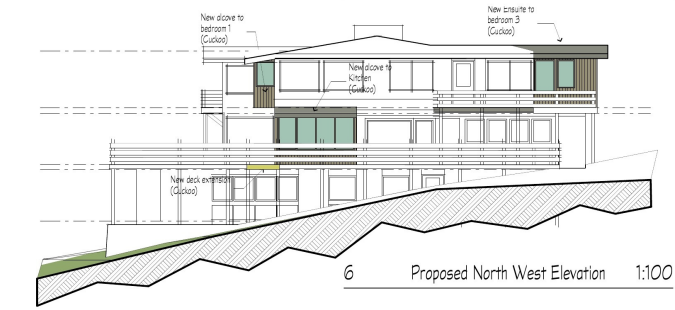 New alcove to
bedroom 1
(Cuckoo)
New Ensuite to
bedroom 3
(Cuckoo)
New alcove to
Kitchen
(Cuckoo)
New deck extension
(Cuckoo)
6 Proposed North West Elevation 1:100